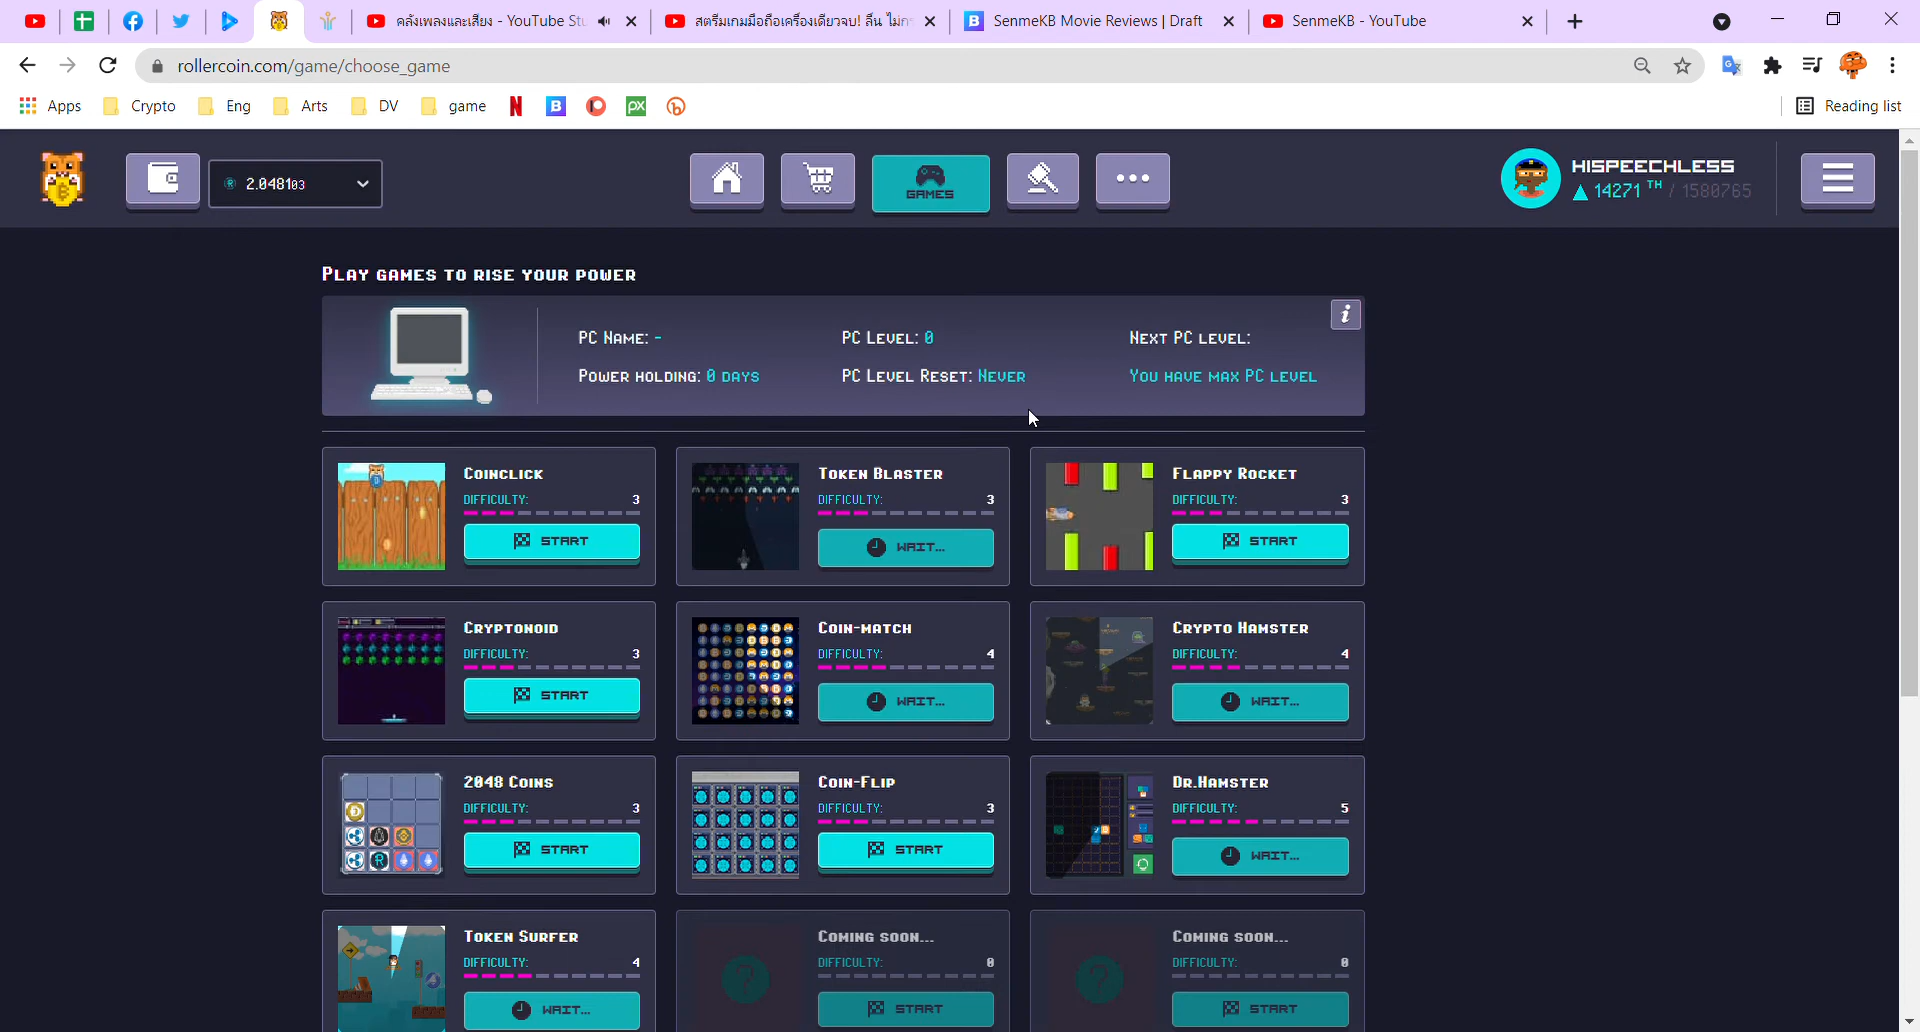 คลังเพลงและเสียง - YouTube Stu
สตรีมเกมมือถือเครื่องเดียวจบ! ลื่น ไม่กร
SenmeKB Movie Reviews | Draft
SenmeKB - YouTube
rollercoin.com/game/choose_game
Apps
Crypto
Eng
Arts
DV
game
Reading list
2.048103
GAMES
HISPEECHLESS
14271 TH / 1580765
PLAY GAMES TO RISE YOUR POWER
PC NAME: -
PC LEVEL: 0
NEXT PC LEVEL:
POWER HOLDING: 0 DAYS
PC LEVEL RESET: NEVER
YOU HAVE MAX PC LEVEL
COINCLICK
DIFFICULTY: 3
START
TOKEN BLASTER
DIFFICULTY: 3
WAIT...
FLAPPY ROCKET
DIFFICULTY: 3
START
CRYPTONOID
DIFFICULTY: 3
START
COIN-MATCH
DIFFICULTY: 4
WAIT...
CRYPTO HAMSTER
DIFFICULTY: 4
WAIT...
2048 COINS
DIFFICULTY: 3
START
COIN-FLIP
DIFFICULTY: 3
START
DR.HAMSTER
DIFFICULTY: 5
WAIT...
TOKEN SURFER
DIFFICULTY: 4
WAIT...
COMING SOON...
DIFFICULTY: 0
START
COMING SOON...
DIFFICULTY: 0
START